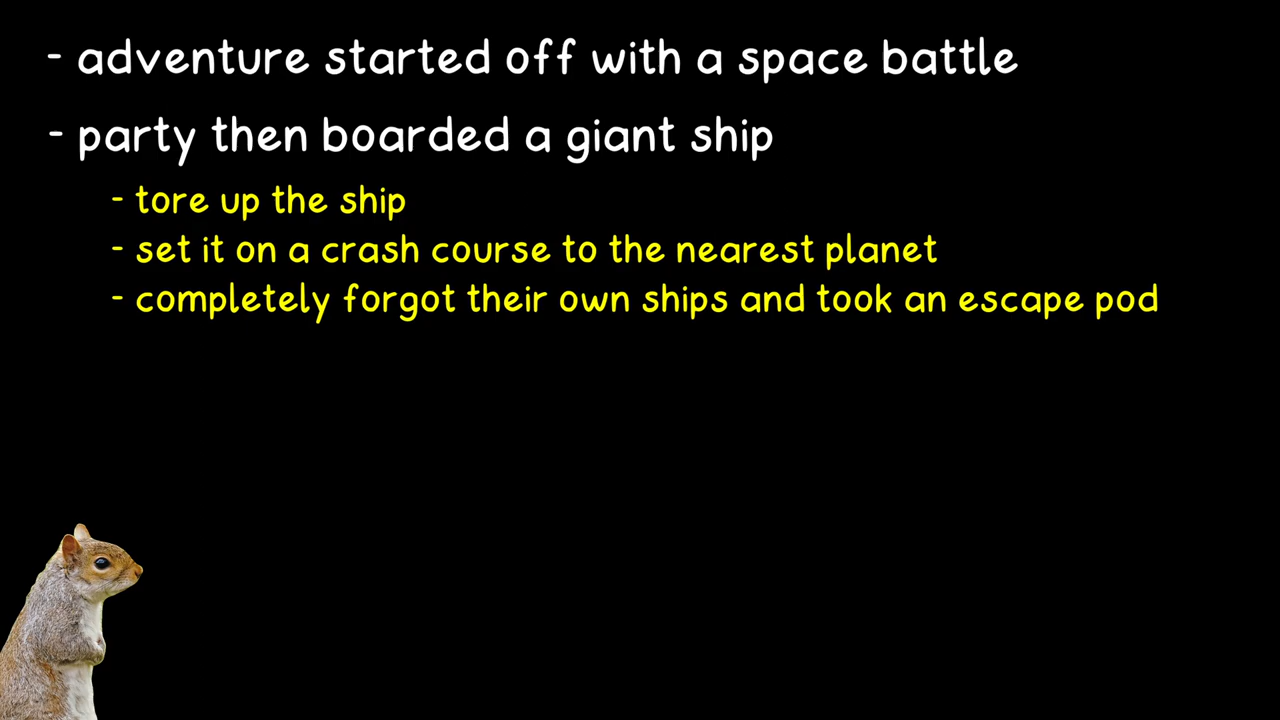 - adventure started off with a space battle
- party then boarded a giant ship
- tore up the ship
- set it on a crash course to the nearest planet
- completely forgot their own ships and took an escape pod